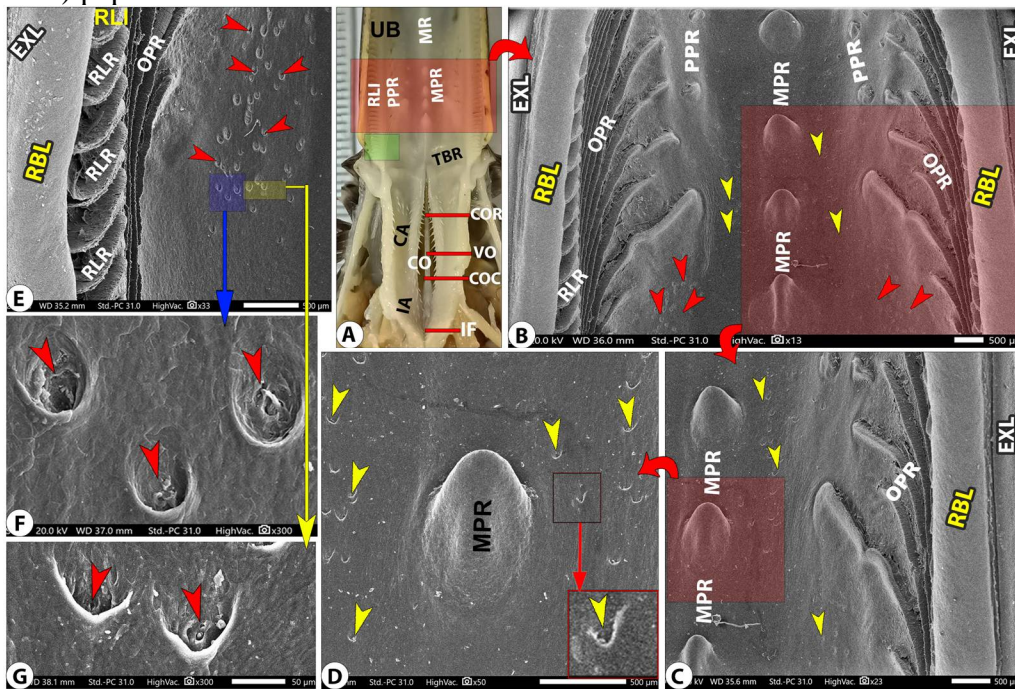 RLI
EXL
RLR
OPR
RLR
RBL
RLR
E
WD 35.2 mm Std.-PC 31.0 HighVac. x33 500 µm
UB
MR
RLI
PPR
MPR
TBR
COR
CA
CO
VO
COC
IA
IF
A
EXL
PPR
MPR
PPR
EXL
OPR
OPR
RBL
RBL
MPR
RLR
B
0.0 kV WD 36.0 mm Std.-PC 31.0 HighVac. x13 500 µ
F
20.0 kV WD 37.0 mm Std.-PC 31.0 HighVac. x300
G
WD 38.1 mm Std.-PC 31.0 HighVac. x300 50 µm
MPR
D
Std.-PC 31.0 HighVac. x50 500 µm
MPR
OPR
EXL
RBL
MPR
C
kV WD 35.6 mm Std.-PC 31.0 HighVac. x23 500